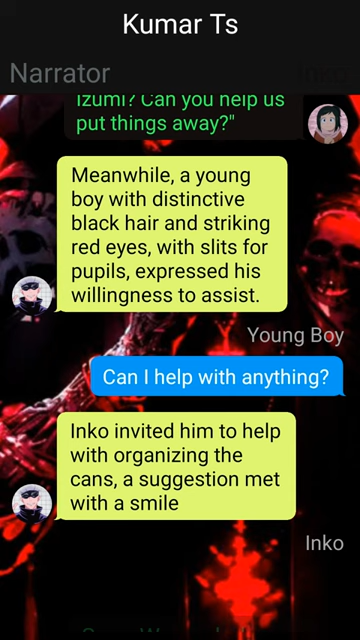 Kumar Ts
Narrator
Inko
Izumi? Can you help us
put things away?"
Meanwhile, a young
boy with distinctive
black hair and striking
red eyes, with slits for
pupils, expressed his
willingness to assist.
Young Boy
Can I help with anything?
Inko invited him to help
with organizing the
cans, a suggestion met
with a smile
Inko